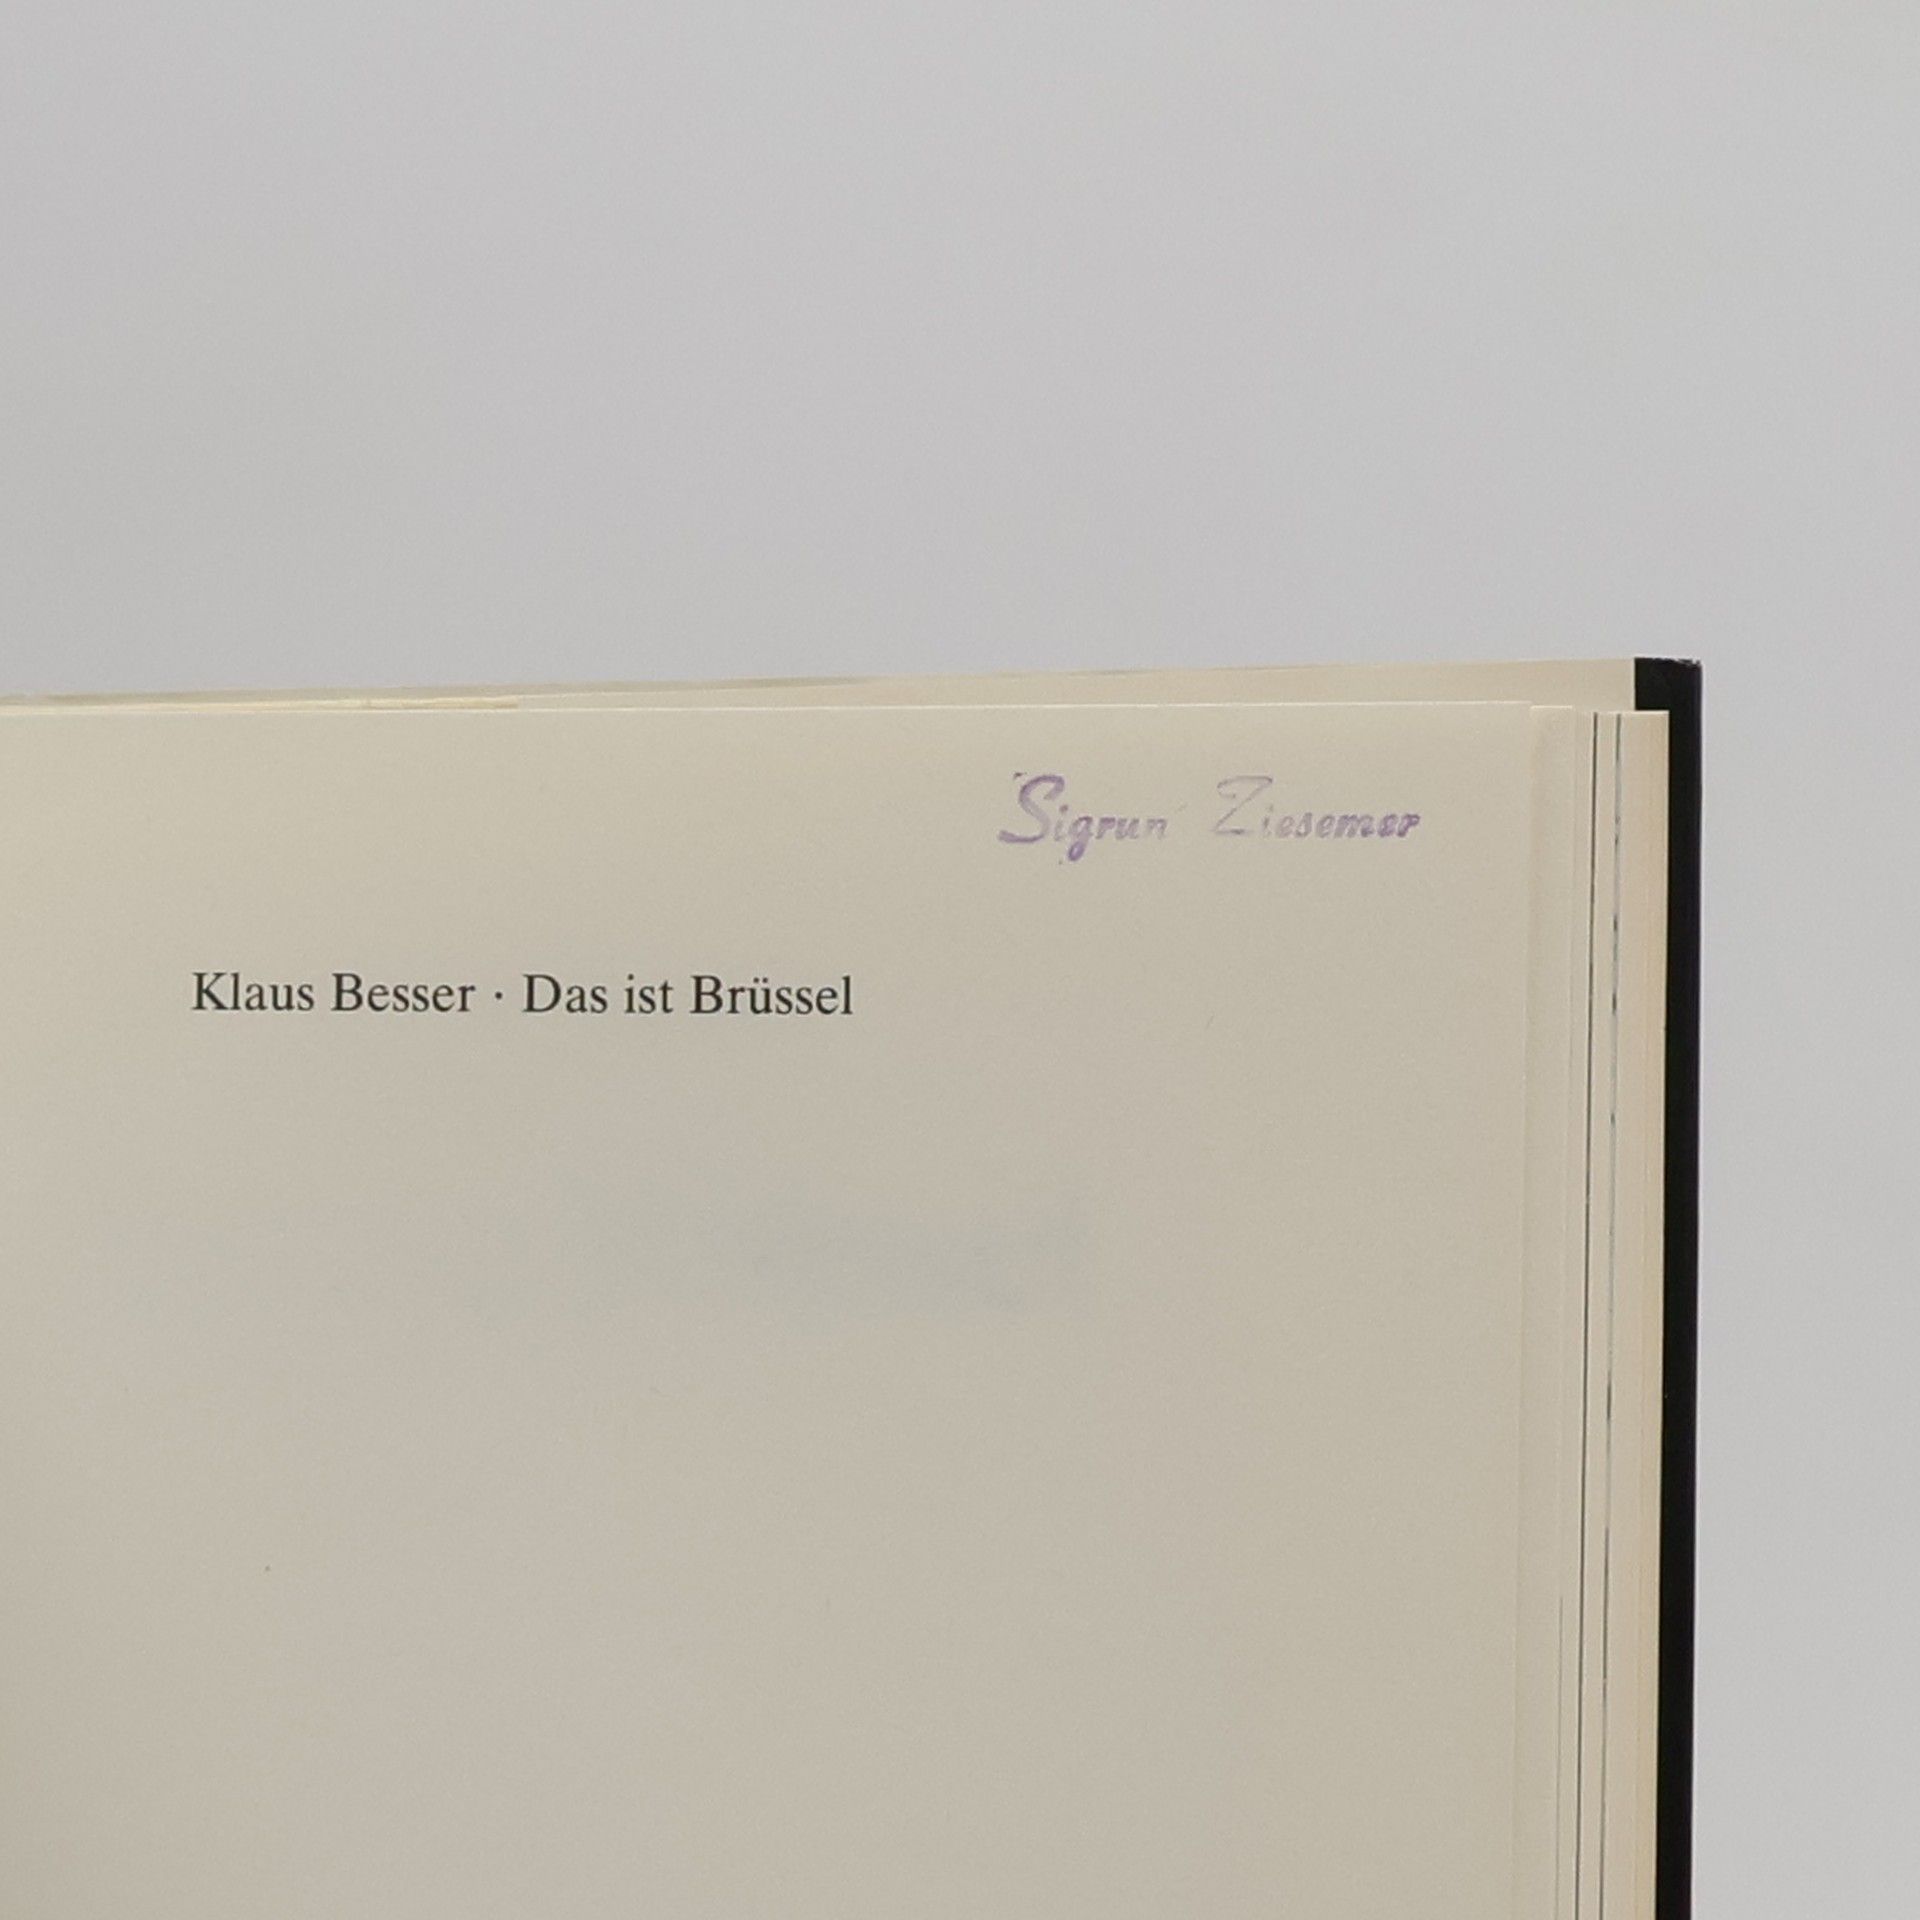 Sigrun Ziesemer
Klaus Besser · Das ist Brüssel